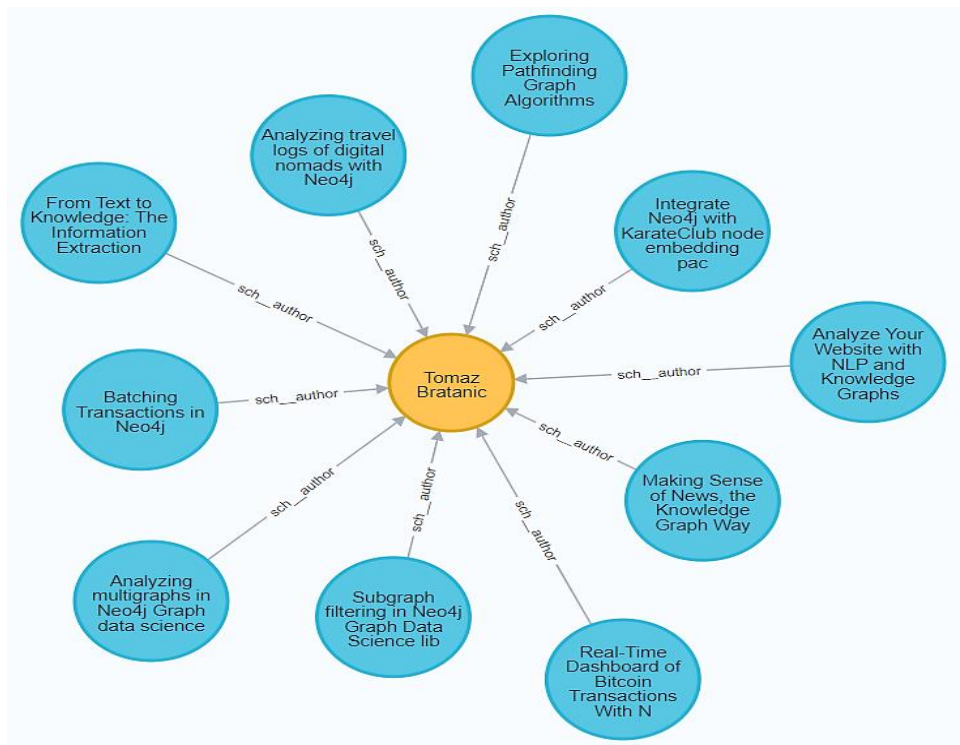 Exploring
Pathfinding
Graph
Algorithms
Analyzing travel
logs of digital
nomads with
Neo4j
From Text to
Knowledge: The
Information
Extraction
Integrate
Neo4j with
KarateClub node
embedding
pac
sch__author
sch__author
sch__author
sch__author
Analyze Your
Website with
NLP and
Knowledge
Graphs
Tomaz
Bratanic
sch__author
Batching
Transactions in
Neo4j
sch__author
sch__author
Making Sense
of News, the
Knowledge
Graph Way
sch__author
sch__author
sch__author
Analyzing
multigraphs in
Neo4j Graph
data science
Subgraph
filtering in Neo4j
Graph Data
Science lib
Real-Time
Dashboard of
Bitcoin
Transactions
With N